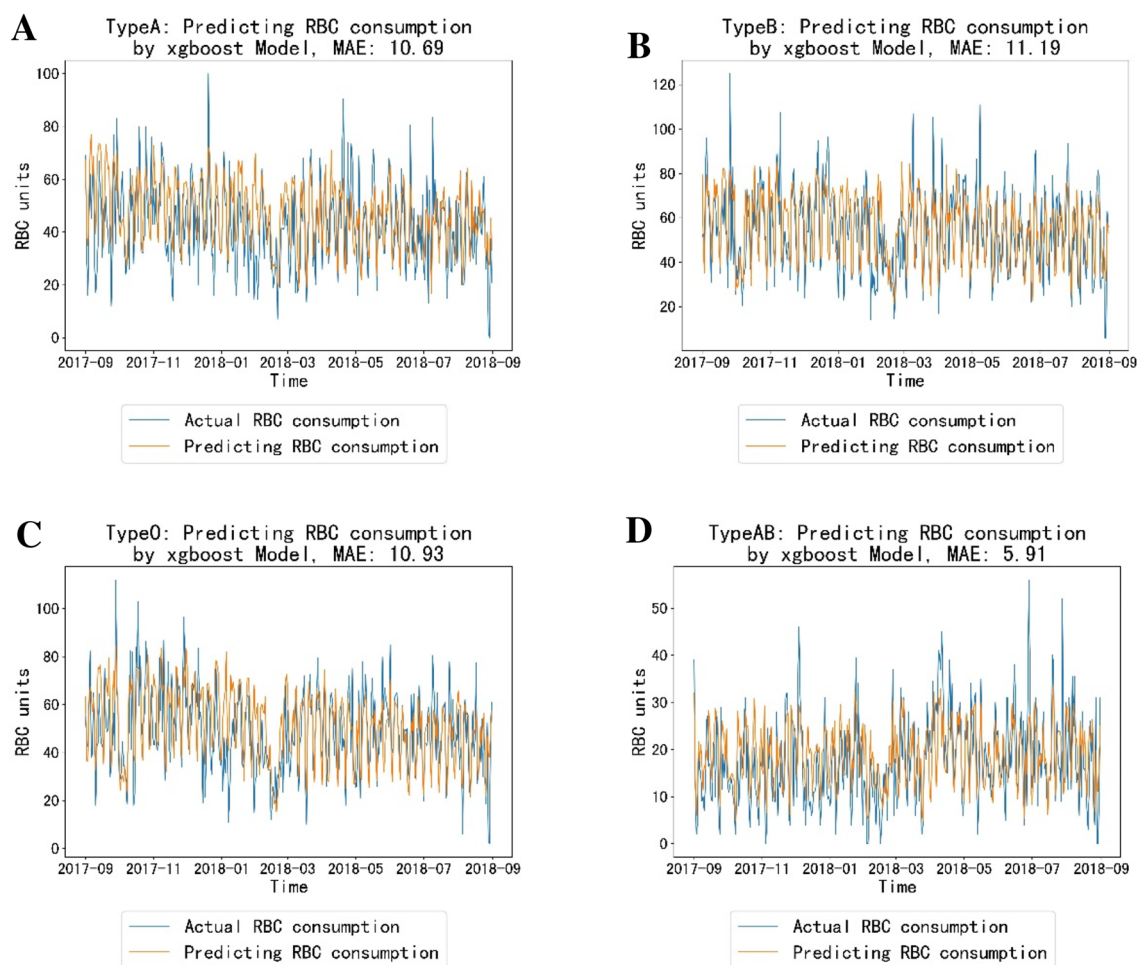 A
TypeA: Predicting RBC consumption
by xgboost Model, MAE: 10.69
RBC units
100
80
60
40
20
0
2017-09 2017-11 2018-01 2018-03 2018-05 2018-07 2018-09
Time
Actual RBC consumption
Predicting RBC consumption
B
TypeB: Predicting RBC consumption
by xgboost Model, MAE: 11.19
RBC units
120
100
80
60
40
20
2017-09 2017-11 2018-01 2018-03 2018-05 2018-07 2018-09
Time
Actual RBC consumption
Predicting RBC consumption
C
TypeO: Predicting RBC consumption
by xgboost Model, MAE: 10.93
RBC units
100
80
60
40
20
0
2017-09 2017-11 2018-01 2018-03 2018-05 2018-07 2018-09
Time
Actual RBC consumption
Predicting RBC consumption
D
TypeAB: Predicting RBC consumption
by xgboost Model, MAE: 5.91
RBC units
50
40
30
20
10
0
2017-09 2017-11 2018-01 2018-03 2018-05 2018-07 2018-09
Time
Actual RBC consumption
Predicting RBC consumption